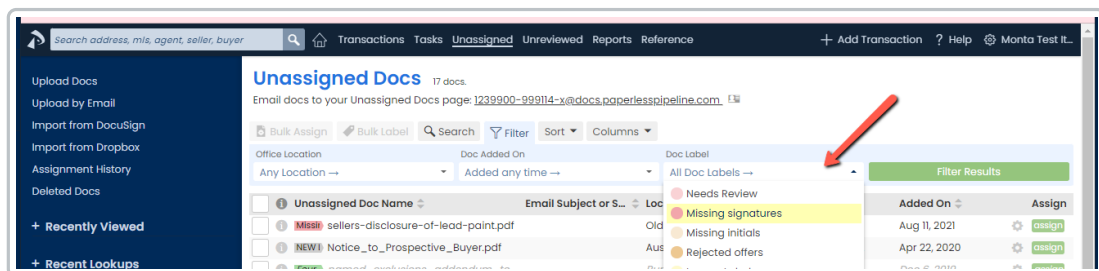 Search address, mls, agent, seller, buyer
Transactions Tasks Unassigned Unreviewed Reports Reference
+ Add Transaction ? Help Monta Test It...
Upload Docs
Upload by Email
Import from DocuSign
Import from Dropbox
Assignment History
Deleted Docs
+ Recently Viewed
+ Recent Lookups
Unassigned Docs 17 docs.
Email docs to your Unassigned Docs page: 1239900-999114-x@docs.paperlesspipeline.com
Bulk Assign Bulk Label Search Filter Sort Columns
Office Location Doc Added On Doc Label
Any Location → Added any time → All Doc Labels → Filter Results
Needs Review
Missing signatures
Missing initials
Rejected offers
Unassigned Doc Name Email Subject or S... Loc Added On Assign
Missin sellers-disclosure-of-lead-paint.pdf Old Aug 11, 2021 assign
NEW Notice_to_Prospective_Buyer.pdf Aus Apr 22, 2020 assign